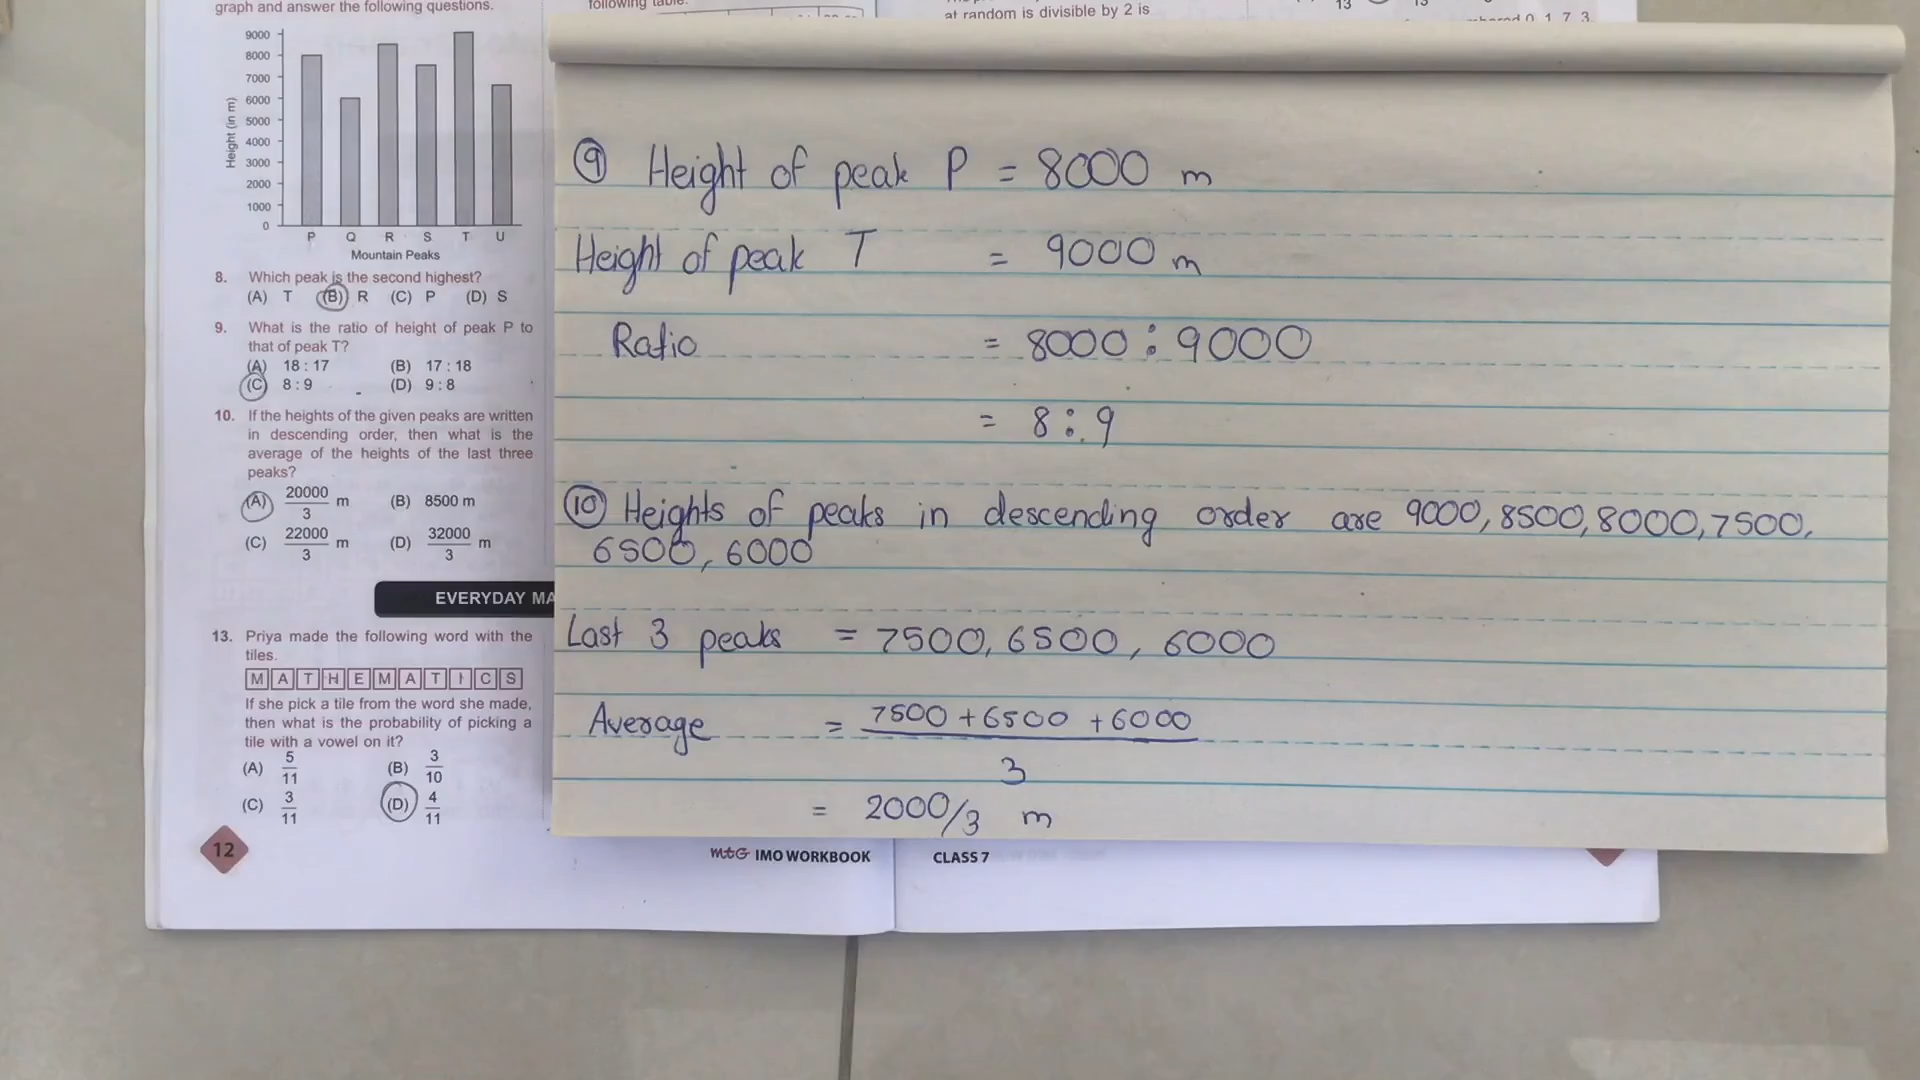 graph and answer the following questions.
following table.
at random is divisible by 2 is
13
13
0, 1, 7, 3,
9000
8000
7000
6000
5000
4000
3000
2000
1000
0
Height (in m)
P Q R S T U
Mountain Peaks
8. Which peak is the second highest?
(A) T (B) R (C) P (D) S
9. What is the ratio of height of peak P to
that of peak T?
(A) 18 : 17 (B) 17 : 18
(C) 8 : 9 (D) 9 : 8
10. If the heights of the given peaks are written
in descending order, then what is the
average of the heights of the last three
peaks?
(A) 20000/3 m (B) 8500 m
(C) 22000/3 m (D) 32000/3 m
EVERYDAY MA
13. Priya made the following word with the
tiles.
M A T H E M A T I C S
If she pick a tile from the word she made,
then what is the probability of picking a
tile with a vowel on it?
(A) 5/11 (B) 3/10
(C) 3/11 (D) 4/11
12
mtG IMO WORKBOOK
CLASS 7
9 Height of peak P = 8000 m
Height of peak T = 9000 m
Ratio = 8000 : 9000
= 8 : 9
10 Heights of peaks in descending order are 9000, 8500, 8000, 7500,
6500, 6000
Last 3 peaks = 7500, 6500, 6000
Average = 7500 + 6500 + 6000
3
= 2000/3 m